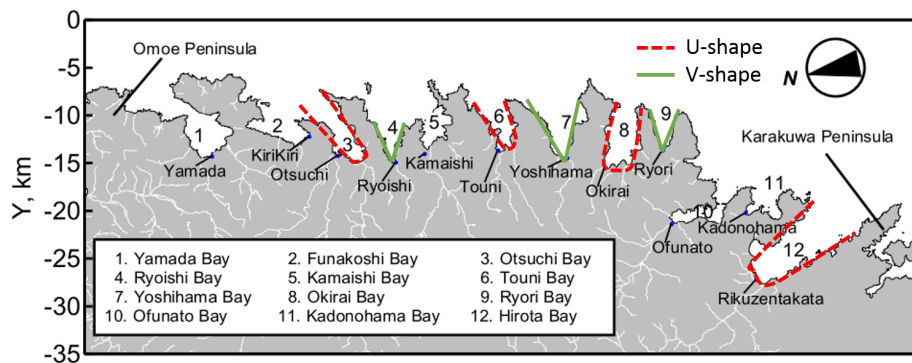 0
-5
-10
-15
-20
-25
-30
-35
Y, km
Omoe Peninsula
U-shape
V-shape
N
Karakuwa Peninsula
1
2
3
4
5
6
7
8
9
10
11
12
Yamada
KiriKiri
Otsuchi
Ryoishi
Kamaishi
Touni
Yoshihama
Okirai
Ryori
Ofunato
Kadonohama
Rikuzentakata
1. Yamada Bay 2. Funakoshi Bay 3. Otsuchi Bay
4. Ryoishi Bay 5. Kamaishi Bay 6. Touni Bay
7. Yoshihama Bay 8. Okirai Bay 9. Ryori Bay
10. Ofunato Bay 11. Kadonohama Bay 12. Hirota Bay